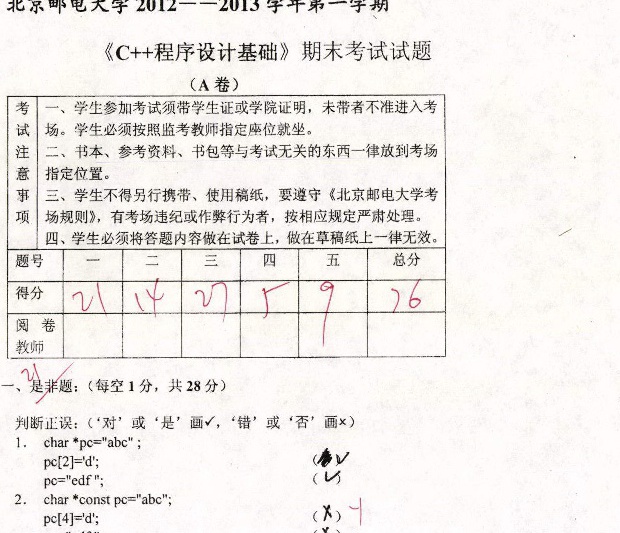 北京邮电大学 2012——2013 学年第一学期
《C++程序设计基础》期末考试试题
（A 卷）
考试注意事项
一、学生参加考试须带学生证或学院证明，未带者不准进入考
场。学生必须按照监考教师指定座位就坐。
二、书本、参考资料、书包等与考试无关的东西一律放到考场
指定位置。
三、学生不得另行携带、使用稿纸，要遵守《北京邮电大学考
场规则》，有考场违纪或作弊行为者，按相应规定严肃处理。
四、学生必须将答题内容做在试卷上，做在草稿纸上一律无效。
题号 一 二 三 四 五 总分
得分 21 14 27 5 9 76
阅 卷
教师
21
一、是非题：（每空 1 分，共 28 分）
判断正误：（‘对’或‘是’画✓，‘错’或‘否’画×）
1. char *pc="abc" ;
pc[2]='d'; ( ✓)
pc="edf "; (✓)
2. char *const pc="abc";
pc[4]='d'; (×) -1